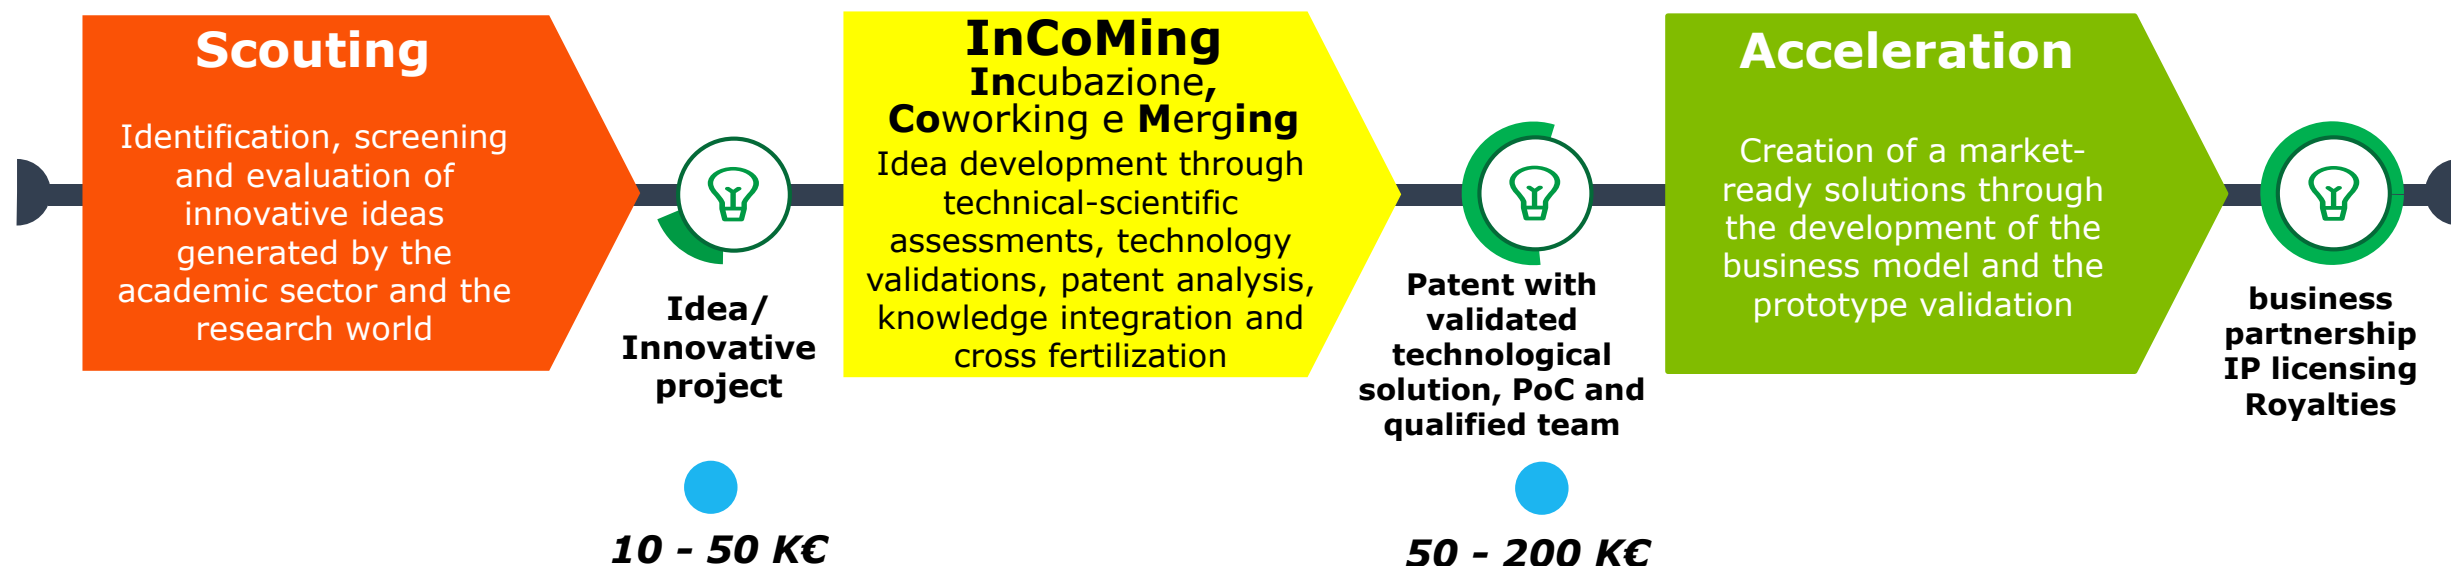 Scouting
Identification, screening
and evaluation of
innovative ideas
generated by the
academic sector and the
research world
Idea/
Innovative
project
10 - 50 K€
InCoMing
Incubazione,
Coworking e Merging
Idea development through
technical-scientific
assessments, technology
validations, patent analysis,
knowledge integration and
cross fertilization
Patent with
validated
technological
solution, PoC and
qualified team
50 - 200 K€
Acceleration
Creation of a market-
ready solutions through
the development of the
business model and the
prototype validation
business
partnership
IP licensing
Royalties